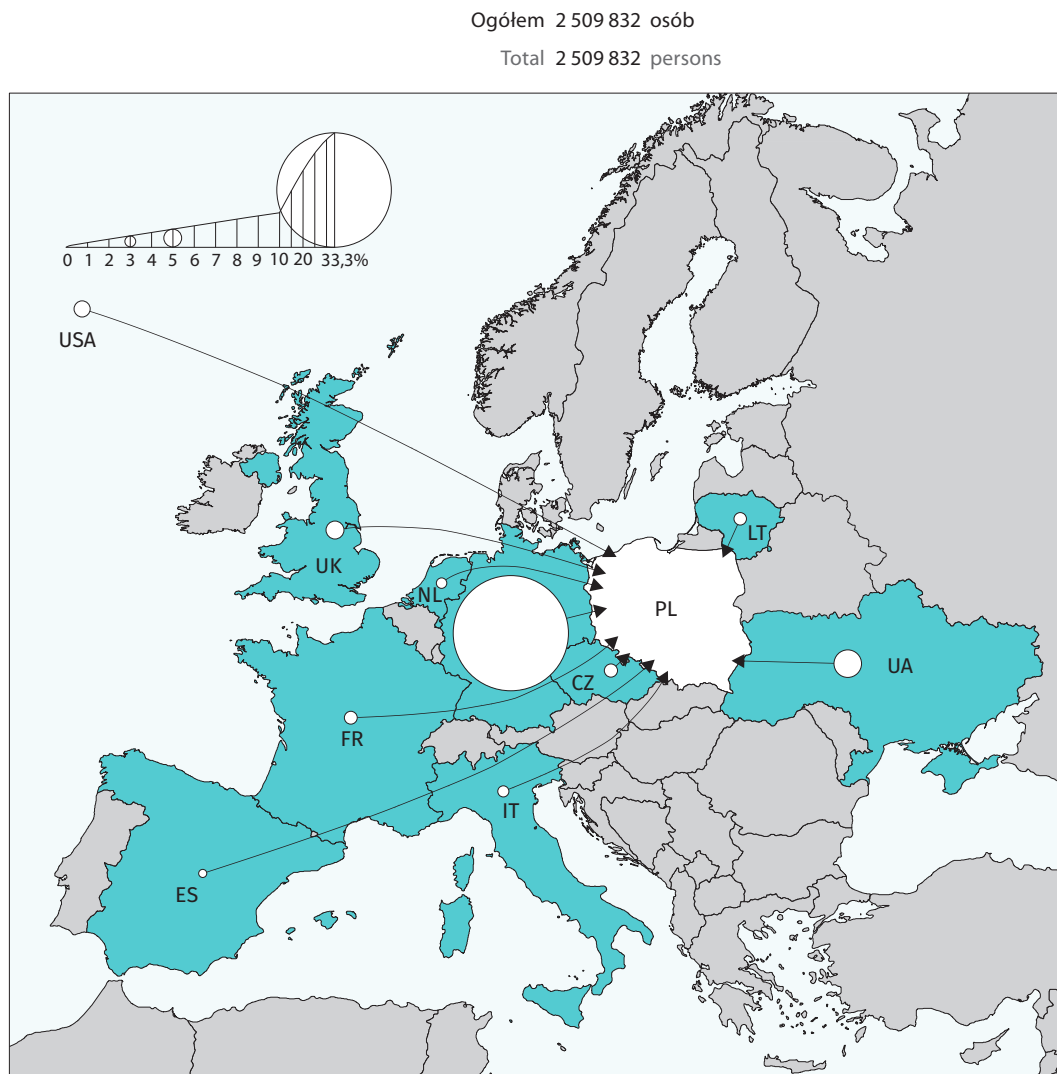 Ogółem 2 509 832 osób
Total 2 509 832 persons
0 1 2 3 4 5 6 7 8 9 10 20 33,3%
USA
UK
LT
NL
PL
UA
CZ
FR
IT
ES